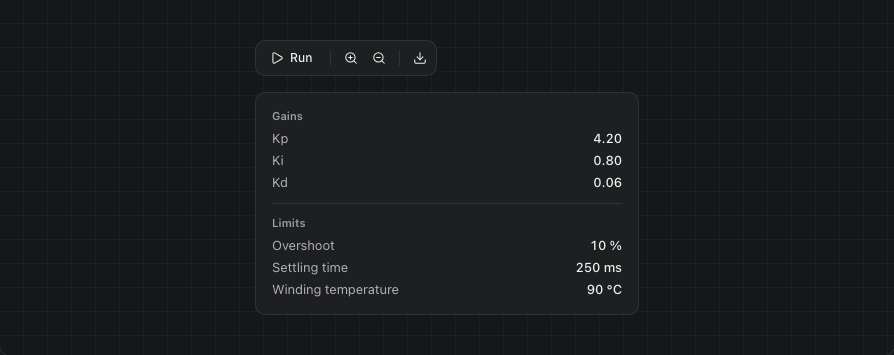 Run
Gains
Kp 4.20
Ki 0.80
Kd 0.06
Limits
Overshoot 10 %
Settling time 250 ms
Winding temperature 90 °C